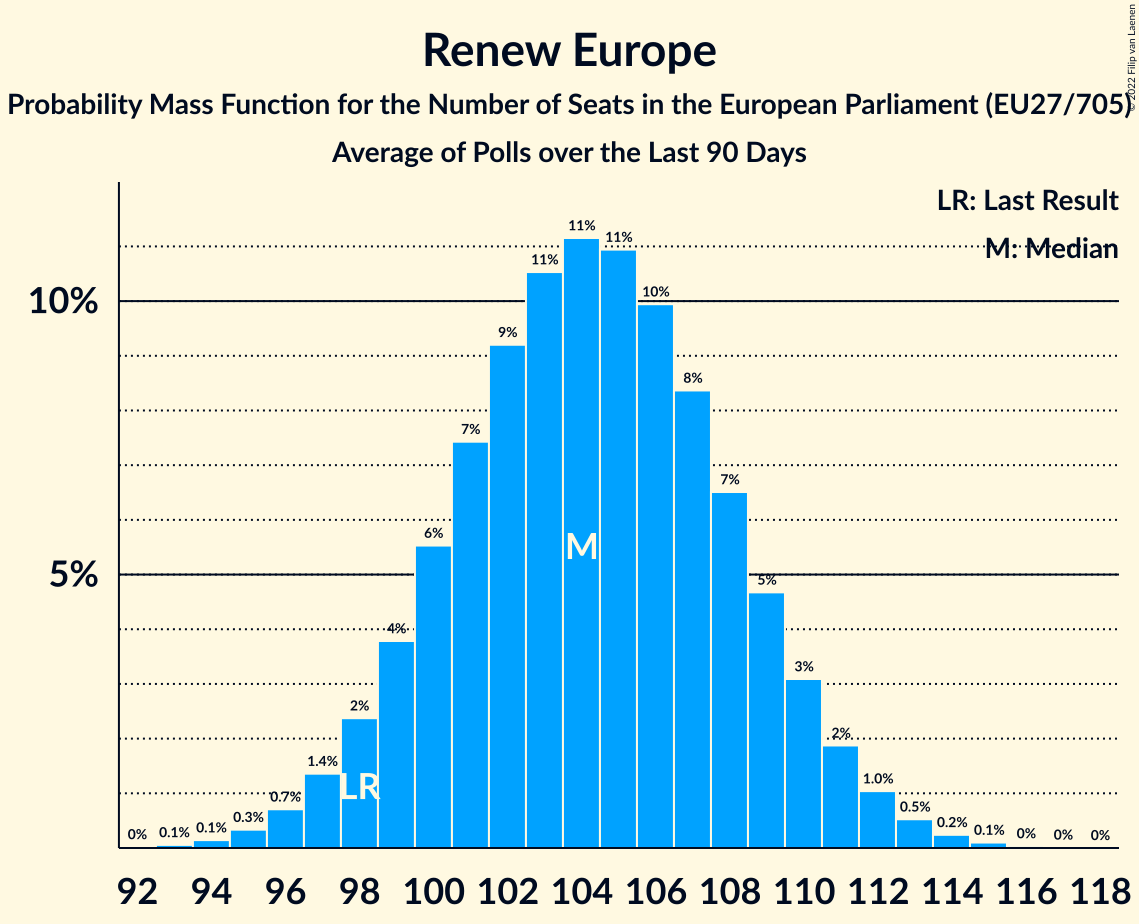 Renew Europe
© 2022 Filip van Laenen
Probability Mass Function for the Number of Seats in the European Parliament (EU27/705)
Average of Polls over the Last 90 Days
LR: Last Result
M: Median
10%
5%
0% 0.1% 0.1% 0.3% 0.7% 1.4% 2% 4% 6% 7% 9% 11% 11% 11% 10% 8% 7% 5% 3% 2% 1.0% 0.5% 0.2% 0.1% 0% 0% 0%
LR M
92 94 96 98 100 102 104 106 108 110 112 114 116 118